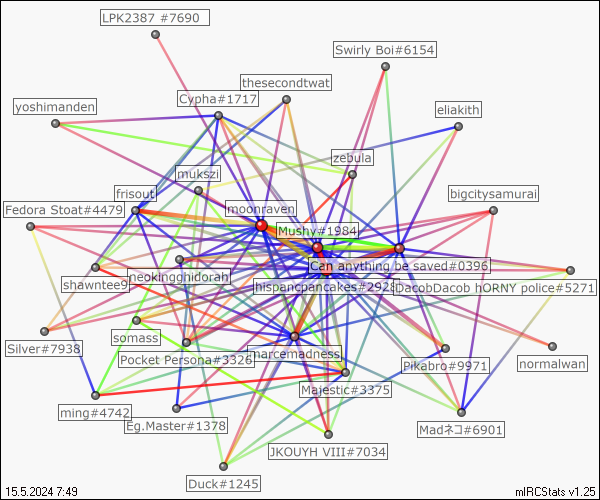 LPK2387 #7690
Swirly Boi#6154
thesecondtwat
Cypha#1717
yoshimanden
eliakith
zebula
mukszi
frisout
bigcitysamurai
Fedora Stoat#4479
moonraven
Mushy#1984
Can anything be saved#0396
neokingghidorah
shawntee9
hispancpancakes#2928
DacobDacob hORNY police#5271
somass
Silver#7938
Pocket Persona#3326
marcemadness
Pikabro#9971
normalwan
Majestic#3375
ming#4742
Eg.Master#1378
Madネコ#6901
JKOUYH VIII#7034
Duck#1245
15.5.2024 7:49
mIRCStats v1.25